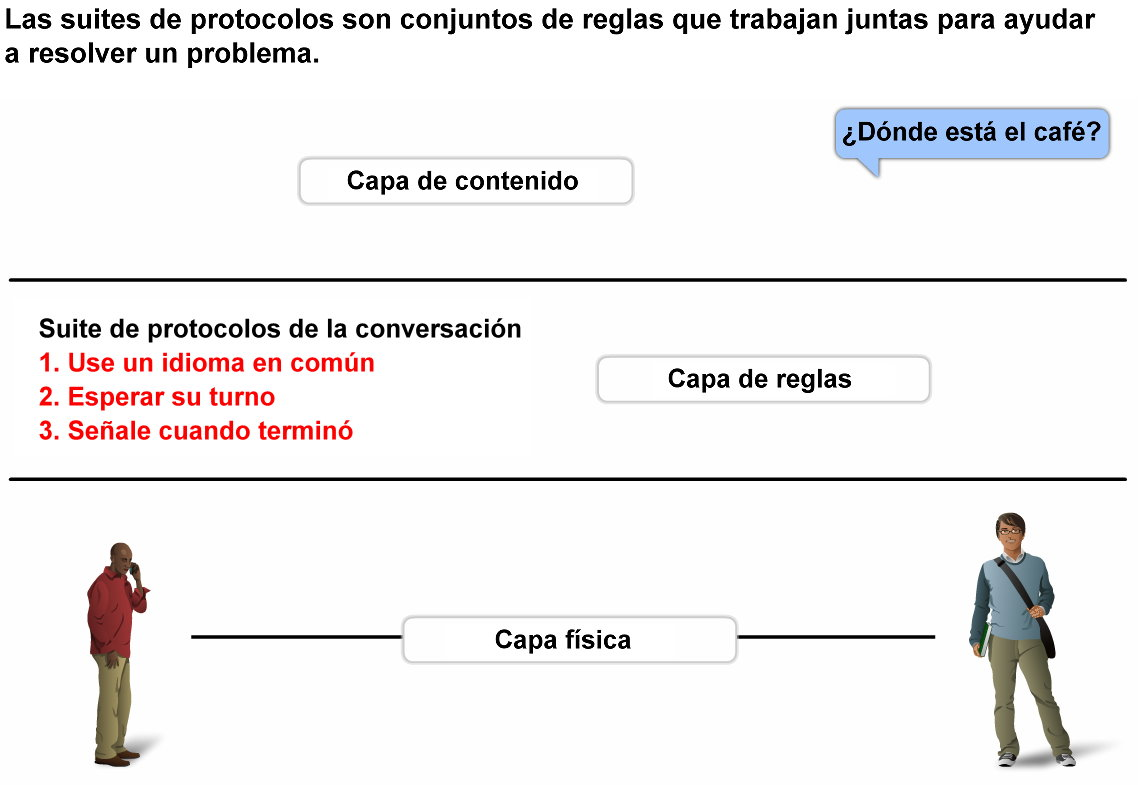 Las suites de protocolos son conjuntos de reglas que trabajan juntas para ayudar
a resolver un problema.
¿Dónde está el café?
Capa de contenido
Suite de protocolos de la conversación
1. Use un idioma en común
2. Esperar su turno
3. Señale cuando terminó
Capa de reglas
Capa física